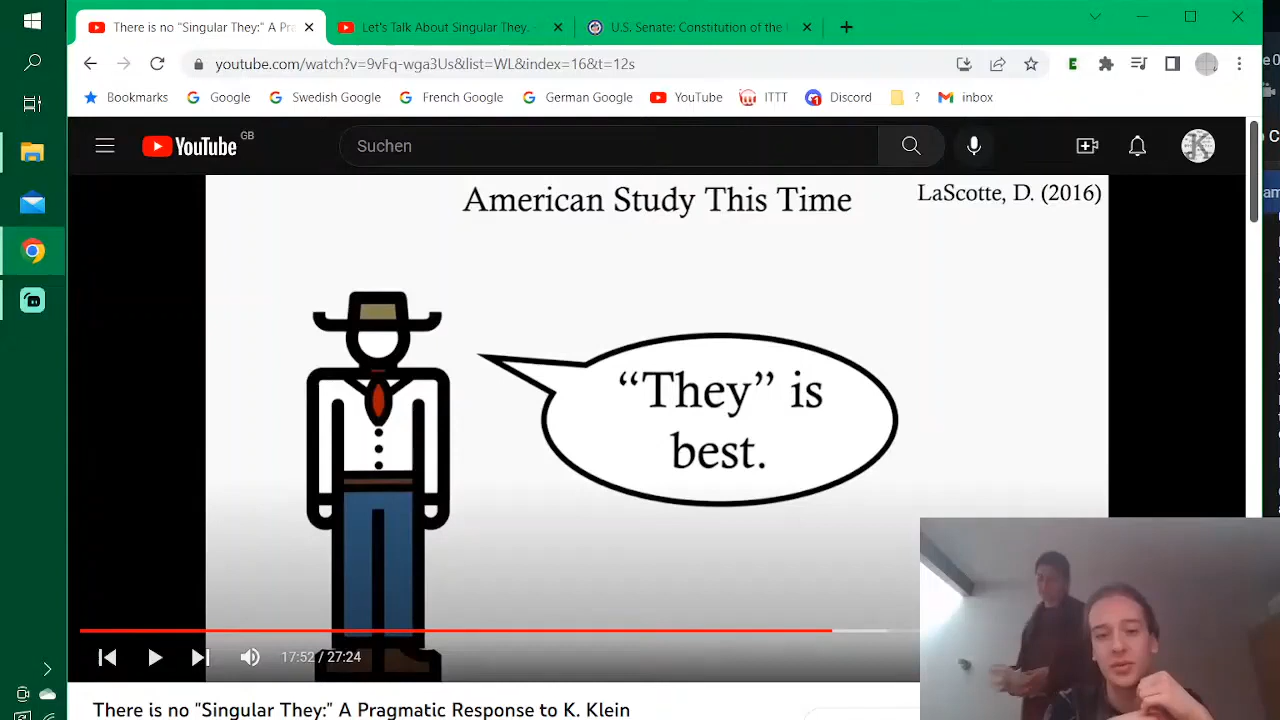 There is no "Singular They:" A Pra
Let's Talk About Singular They.
U.S. Senate: Constitution of the
youtube.com/watch?v=9vFq-wga3Us&list=WL&index=16&t=12s
Bookmarks
Google
Swedish Google
French Google
German Google
YouTube
ITTT
Discord
?
inbox
YouTube GB
Suchen
American Study This Time
LaScotte, D. (2016)
“They” is
best.
17:52 / 27:24
There is no "Singular They:" A Pragmatic Response to K. Klein